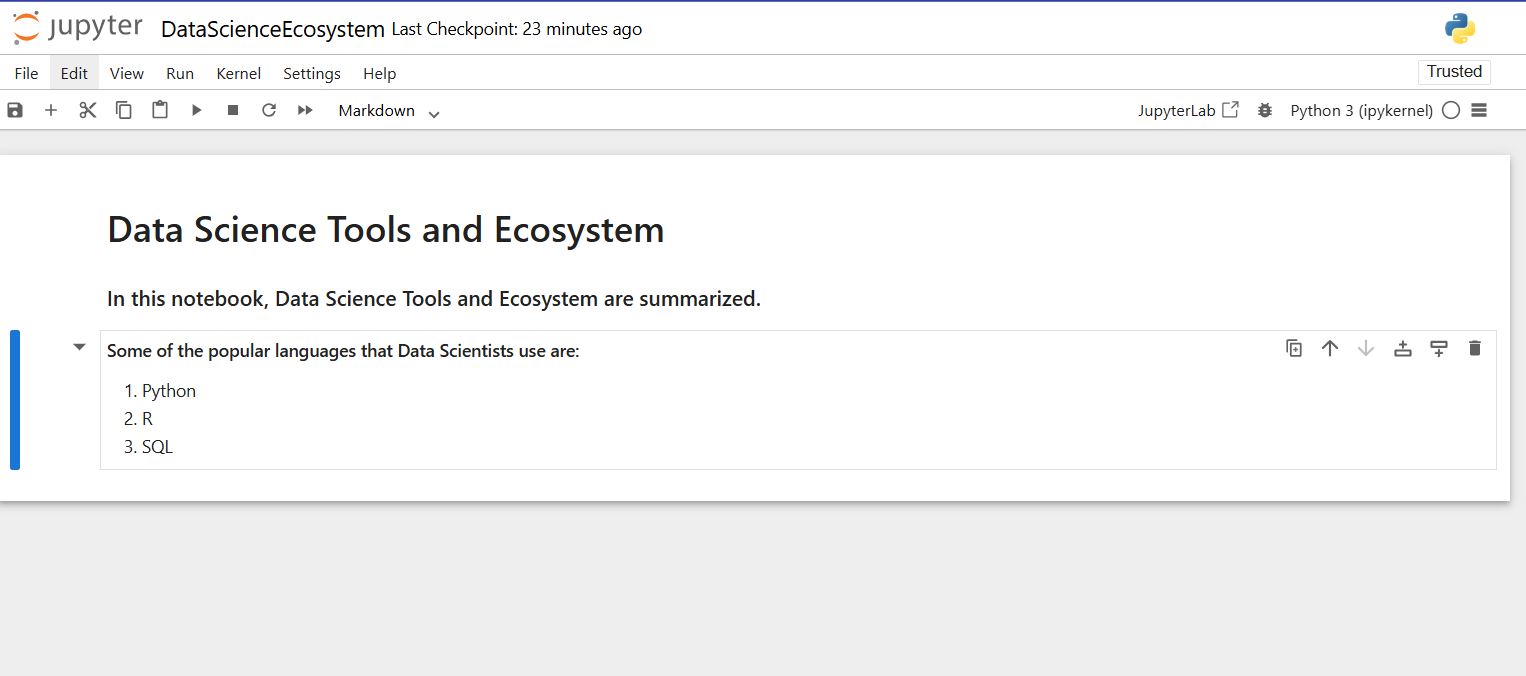 jupyter DataScienceEcosystem Last Checkpoint: 23 minutes ago
File Edit View Run Kernel Settings Help Trusted
Markdown JupyterLab Python 3 (ipykernel)
Data Science Tools and Ecosystem
In this notebook, Data Science Tools and Ecosystem are summarized.
Some of the popular languages that Data Scientists use are:
1. Python
2. R
3. SQL